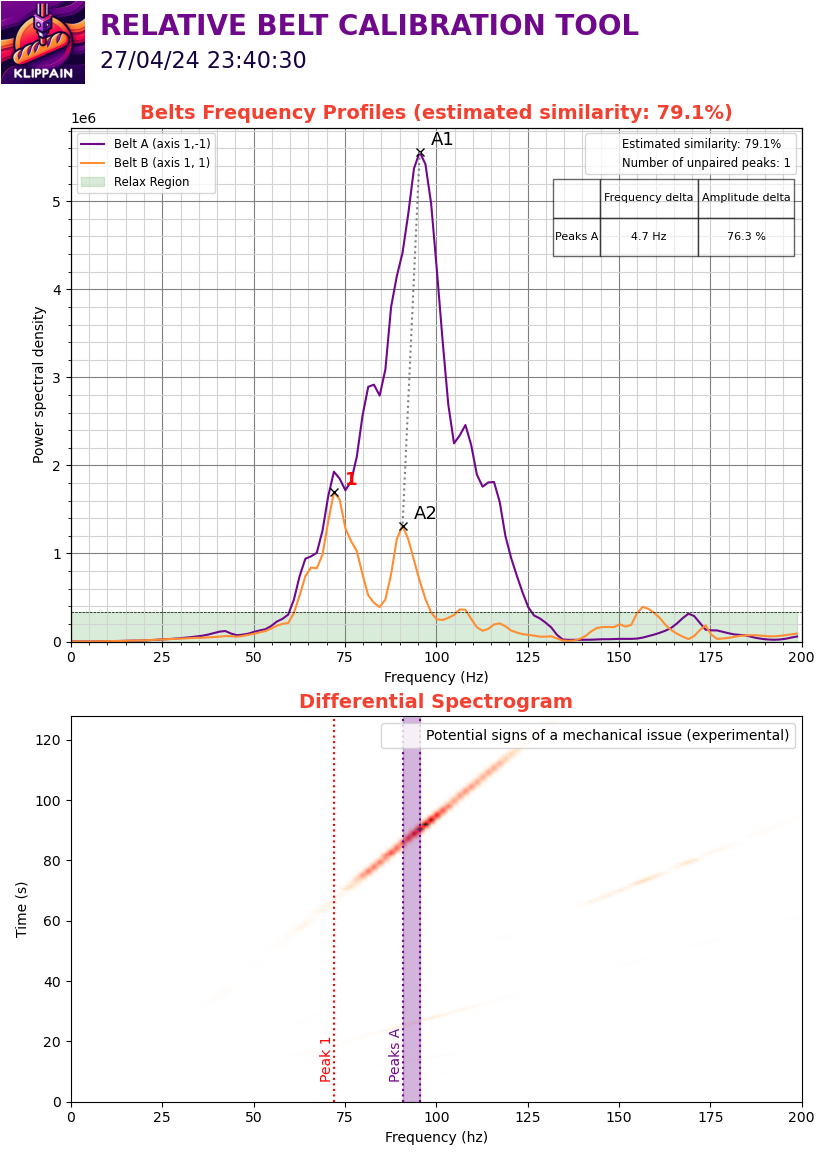 KLIPPAIN
RELATIVE BELT CALIBRATION TOOL
27/04/24 23:40:30
Belts Frequency Profiles (estimated similarity: 79.1%)
1e6
Belt A (axis 1,-1)
Belt B (axis 1, 1)
Relax Region
A1
Estimated similarity: 79.1%
Number of unpaired peaks: 1
Frequency delta Amplitude delta
Peaks A 4.7 Hz 76.3 %
1
A2
Power spectral density
5
4
3
2
1
0
0 25 50 75 100 125 150 175 200
Frequency (Hz)
Differential Spectrogram
Potential signs of a mechanical issue (experimental)
Time (s)
120
100
80
60
40
20
0
Peak 1
Peaks A
0 25 50 75 100 125 150 175 200
Frequency (hz)